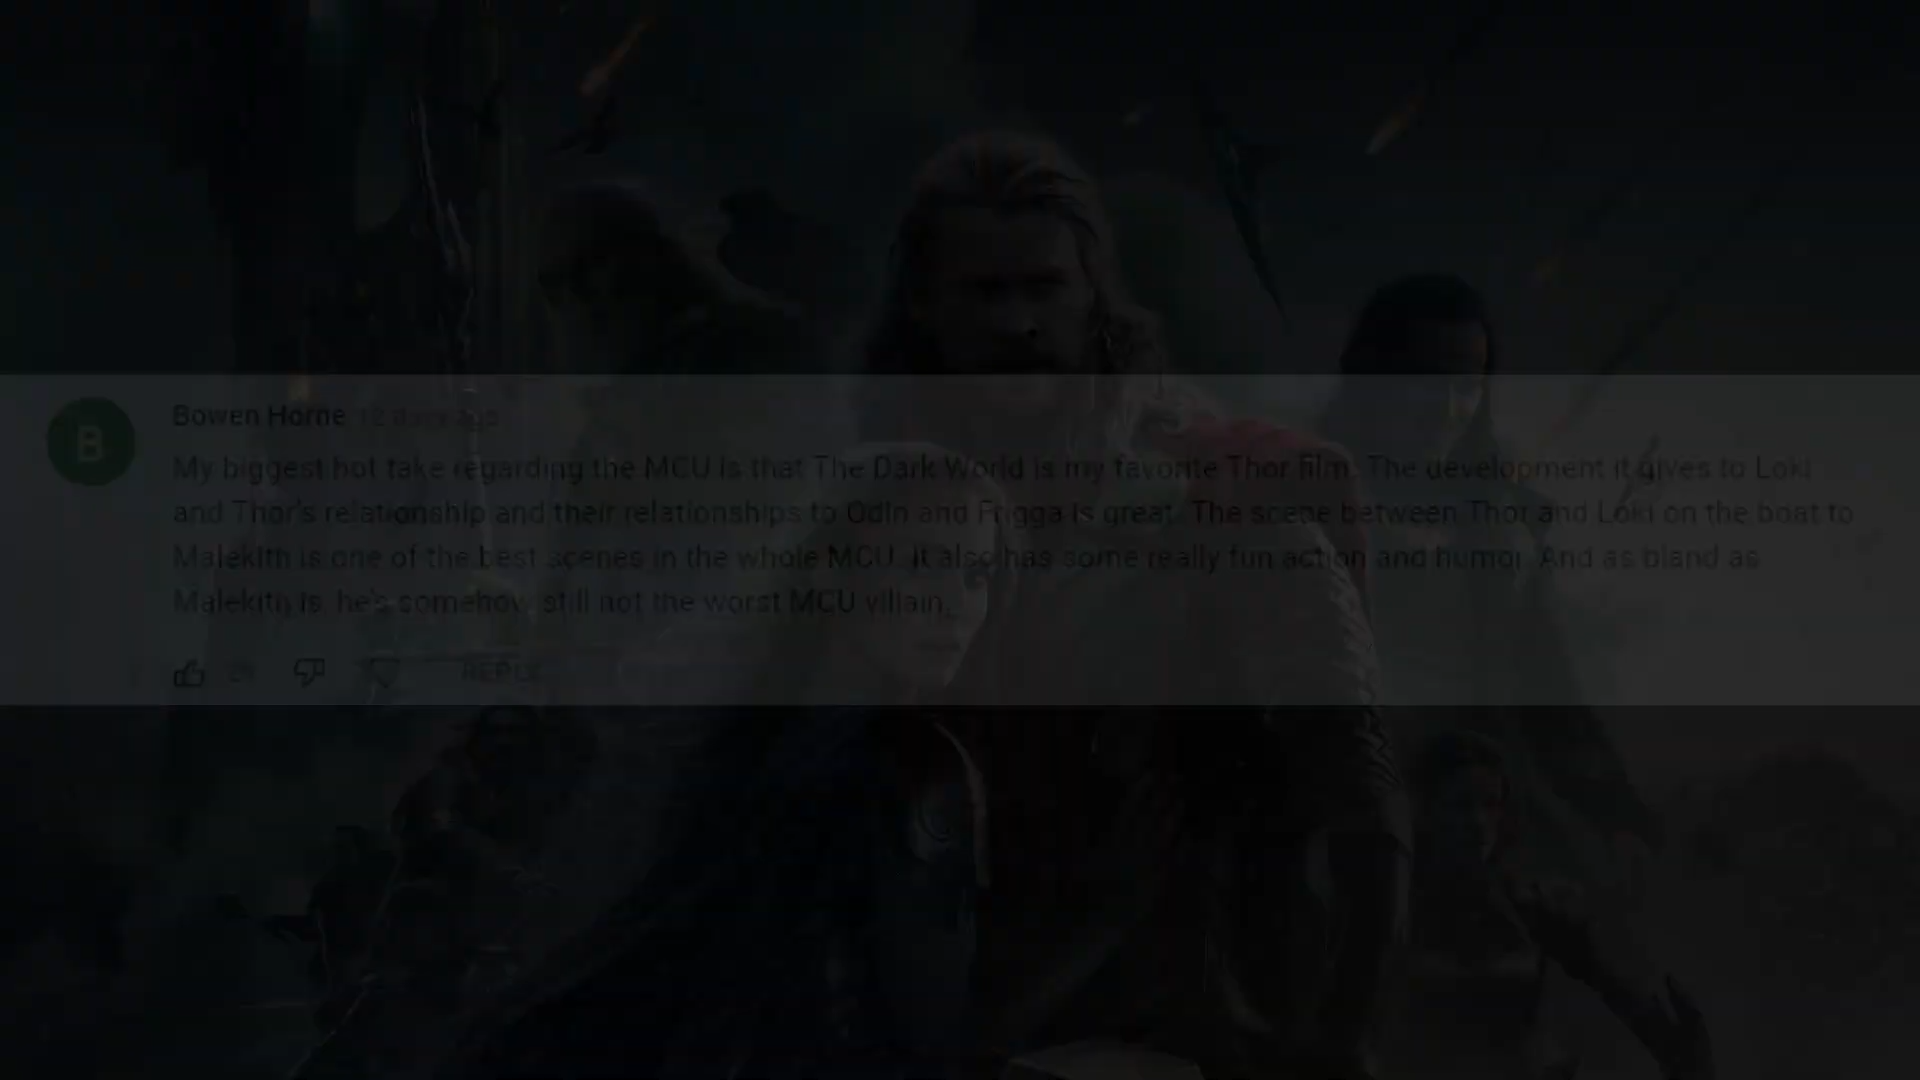 B
Bowen Horne 12 days ago
My biggest hot take regarding the MCU is that The Dark World is my favorite Thor film. The development it gives to Loki
and Thor's relationship and their relationships to Odin and Frigga is great. The scene between Thor and Loki on the boat to
Malekith is one of the best scenes in the whole MCU. It also has some really fun action and humor. And as bland as
Malekith is, he's somehow still not the worst MCU villain.
REPLY